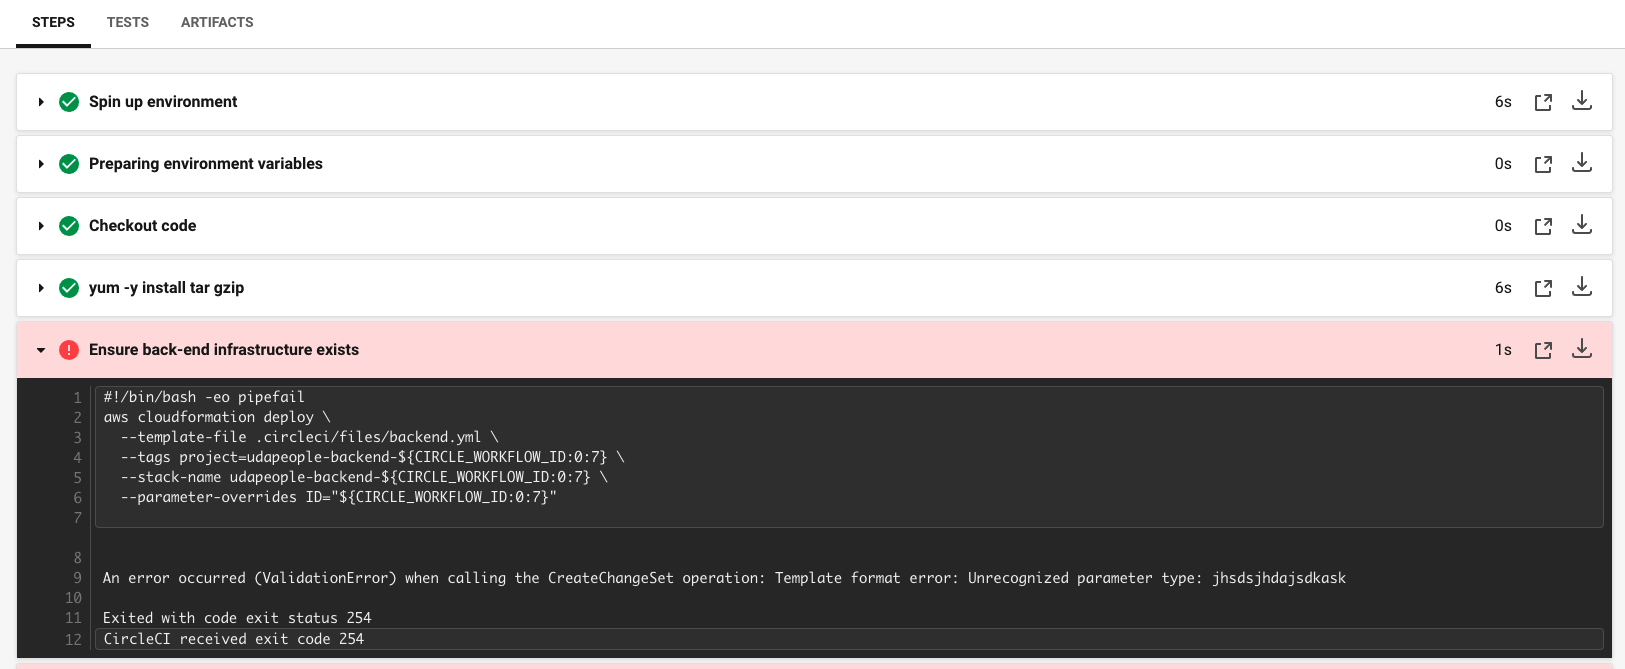 STEPS TESTS ARTIFACTS
Spin up environment 6s
Preparing environment variables 0s
Checkout code 0s
yum -y install tar gzip 6s
Ensure back-end infrastructure exists 1s
1 #!/bin/bash -eo pipefail
2 aws cloudformation deploy \
3 --template-file .circleci/files/backend.yml \
4 --tags project=udapeople-backend-${CIRCLE_WORKFLOW_ID:0:7} \
5 --stack-name udapeople-backend-${CIRCLE_WORKFLOW_ID:0:7} \
6 --parameter-overrides ID="${CIRCLE_WORKFLOW_ID:0:7}"
7
8
9 An error occurred (ValidationError) when calling the CreateChangeSet operation: Template format error: Unrecognized parameter type: jhsdsjhdajsdkask
10
11 Exited with code exit status 254
12 CircleCI received exit code 254